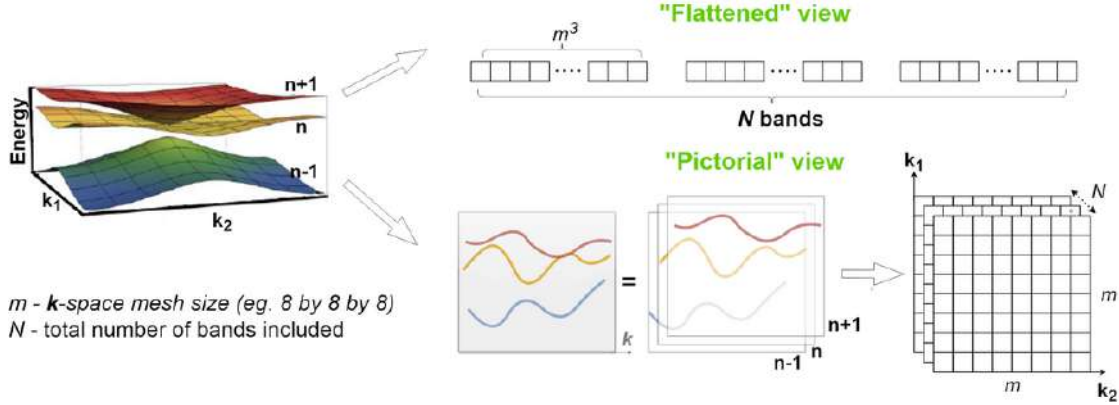 "Flattened" view
m³
N bands
n+1
n
n-1
Energy
k₁
k₂
"Pictorial" view
=
k
n+1
n
n-1
k₁
N
m
m
k₂
m - k-space mesh size (eg. 8 by 8 by 8)
N - total number of bands included